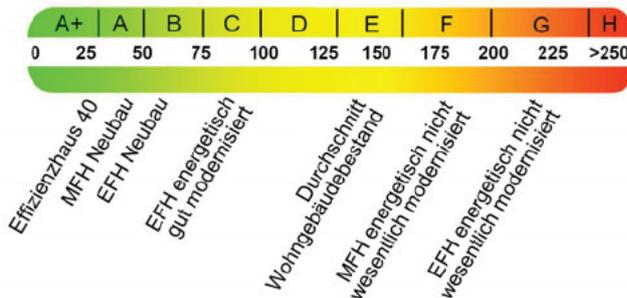 A+ A B C D E F G H
0 25 50 75 100 125 150 175 200 225 >250
Effizienzhaus 40
MFH Neubau
EFH Neubau
EFH energetisch
gut modernisiert
Durchschnitt
Wohngebäudebestand
MFH energetisch nicht
wesentlich modernisiert
EFH energetisch nicht
wesentlich modernisiert